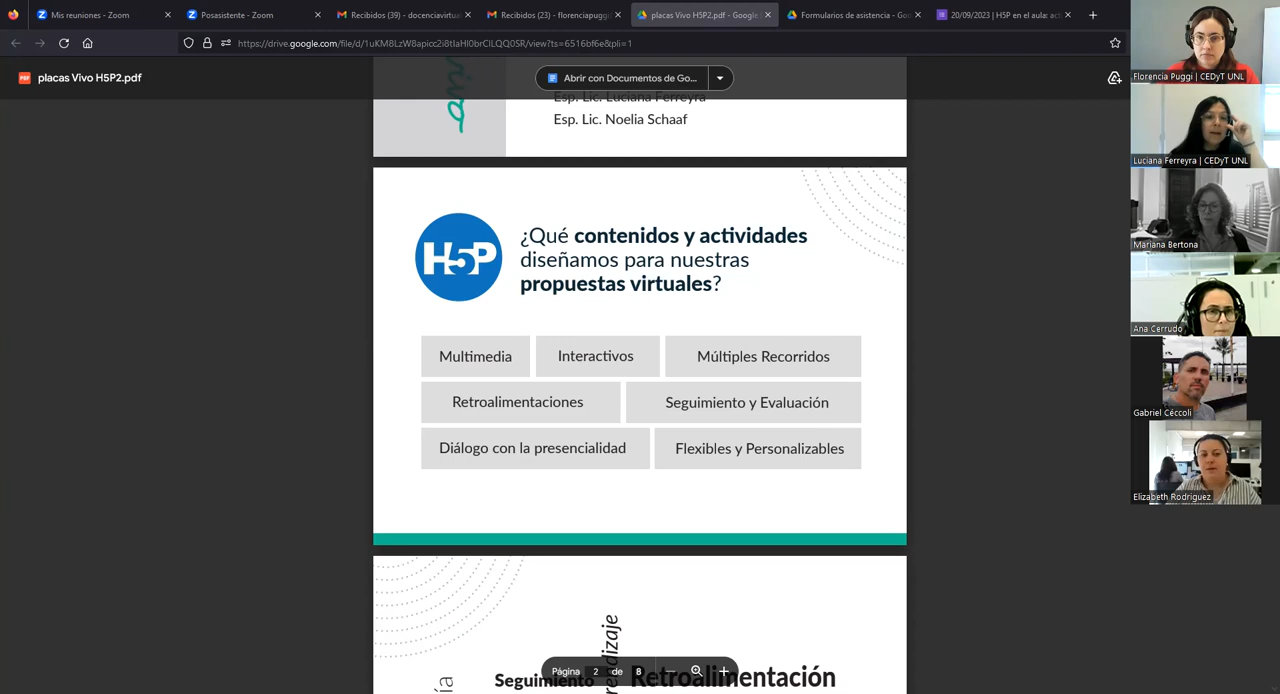 Mis reuniones - Zoom
Posasistente - Zoom
Recibidos (39) - docenciavirtua
Recibidos (23) - florenciapuggi
placas Vivo H5P2.pdf - Google
Formularios de asistencia - Go
20/09/2023 | H5P en el aula: ac
https://drive.google.com/file/d/1uKM8LzW8apicc2i8tIaHI0brCILQQ0SR/view?ts=6516bf6e&pli=1
PDF
placas Vivo H5P2.pdf
Abrir con Documentos de Go...
vivo
Esp. Lic. Luciana Ferreyra
Esp. Lic. Noelia Schaaf
H5P
¿Qué contenidos y actividades
diseñamos para nuestras
propuestas virtuales?
Multimedia
Interactivos
Múltiples Recorridos
Retroalimentaciones
Seguimiento y Evaluación
Diálogo con la presencialidad
Flexibles y Personalizables
Seguimiento
Retroalimentación
Página 2 de 8
Florencia Puggi | CEDyT UNL
Luciana Ferreyra | CEDyT UNL
Mariana Bertona
Ana Cerrudo
Gabriel Céccoli
Elizabeth Rodriguez